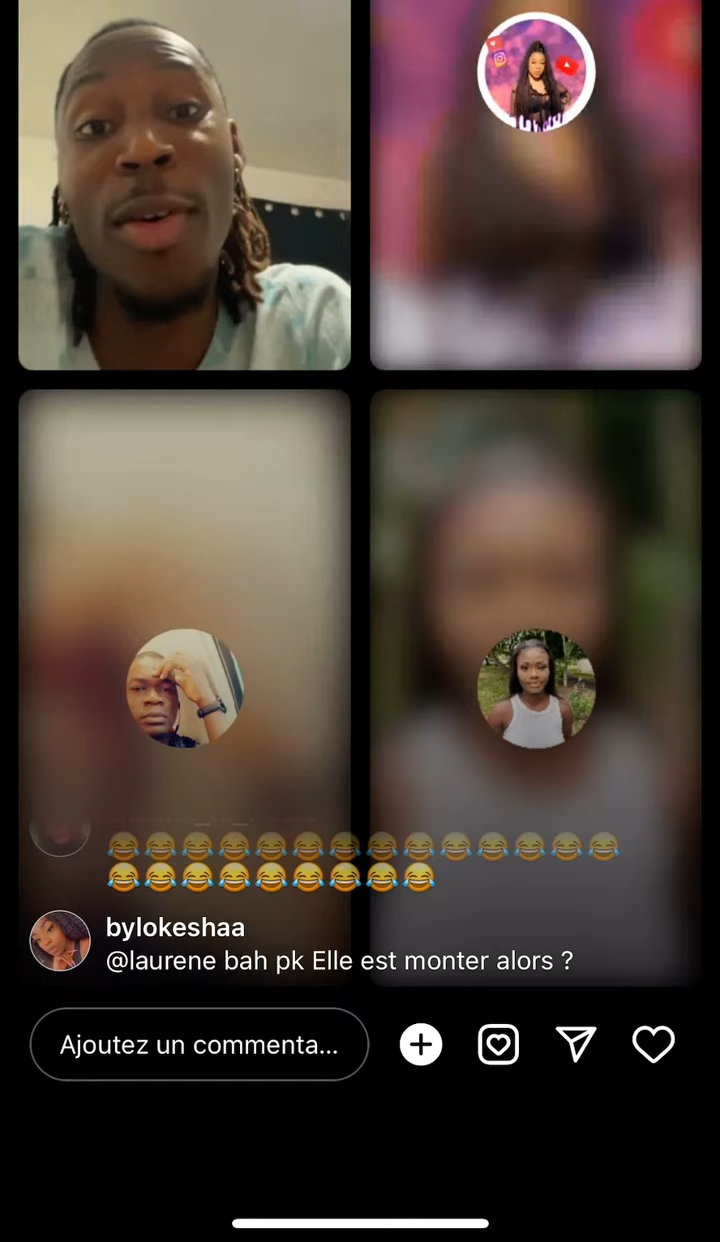 😂😂😂😂😂😂😂😂😂😂😂😂😂😂
😂😂😂😂😂😂😂😂😂
bylokeshaa
@laurene bah pk Elle est monter alors ?
Ajoutez un commenta...